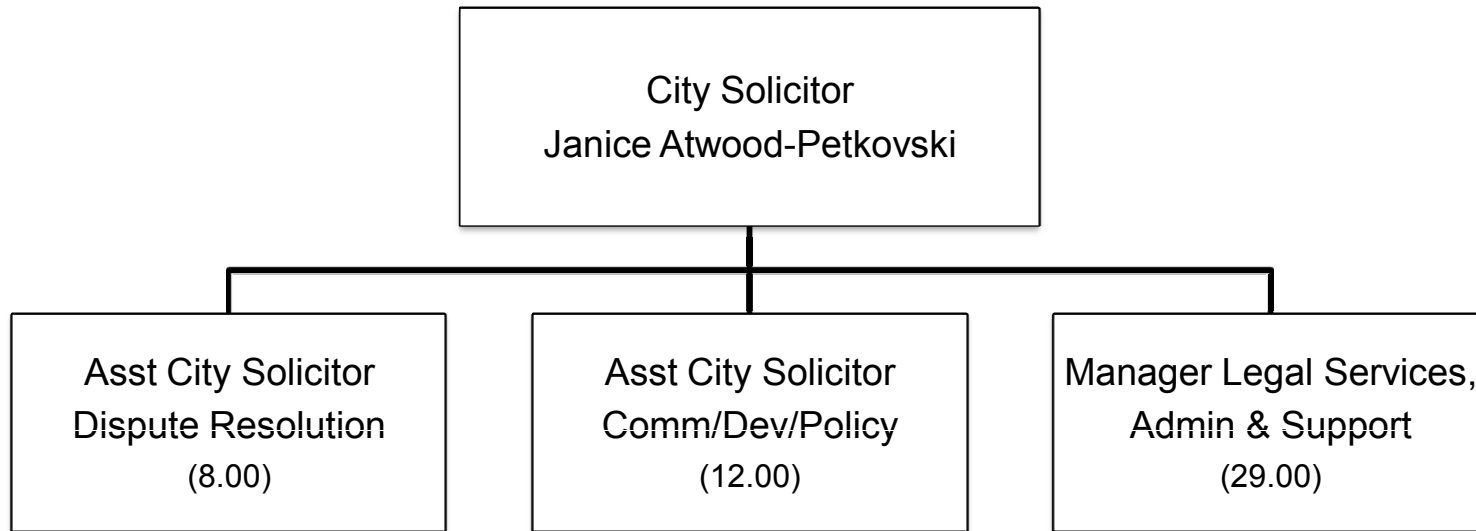 City Solicitor
Janice Atwood-Petkovski
Asst City Solicitor
Dispute Resolution
(8.00)
Asst City Solicitor
Comm/Dev/Policy
(12.00)
Manager Legal Services,
Admin & Support
(29.00)